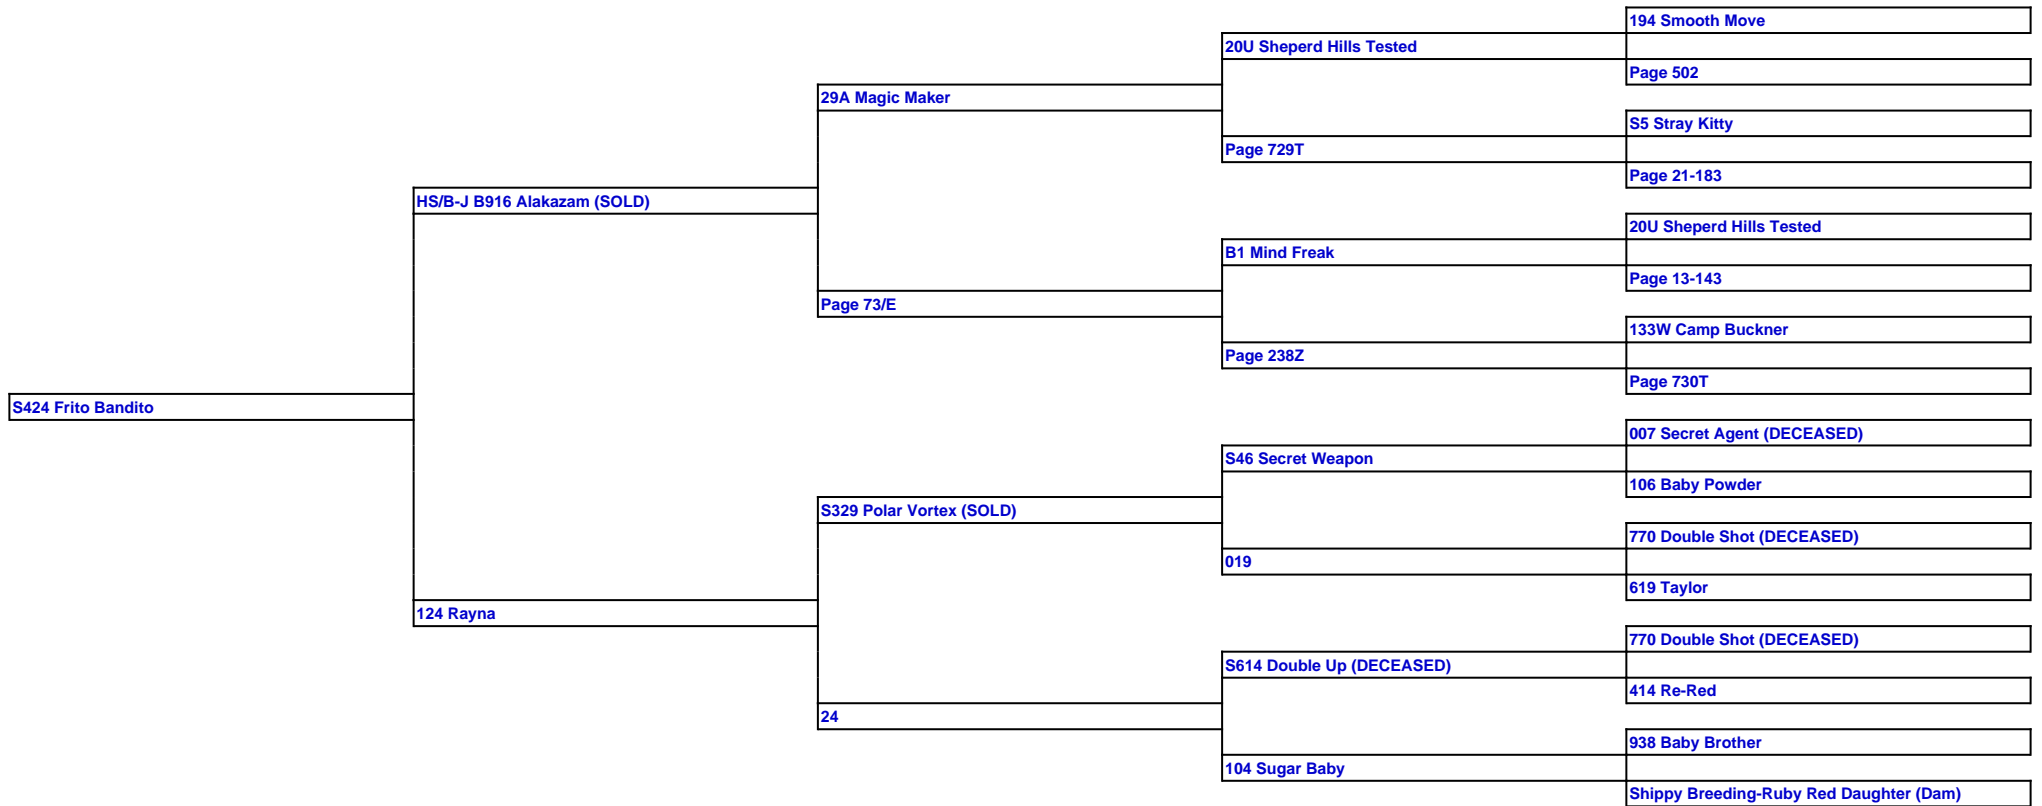 194 Smooth Move
20U Sheperd Hills Tested
Page 502
29A Magic Maker
S5 Stray Kitty
Page 729T
Page 21-183
HS/B-J B916 Alakazam (SOLD)
20U Sheperd Hills Tested
B1 Mind Freak
Page 13-143
Page 73/E
133W Camp Buckner
Page 238Z
Page 730T
S424 Frito Bandito
007 Secret Agent (DECEASED)
S46 Secret Weapon
106 Baby Powder
S329 Polar Vortex (SOLD)
770 Double Shot (DECEASED)
019
619 Taylor
124 Rayna
770 Double Shot (DECEASED)
S614 Double Up (DECEASED)
414 Re-Red
24
938 Baby Brother
104 Sugar Baby
Shippy Breeding-Ruby Red Daughter (Dam)